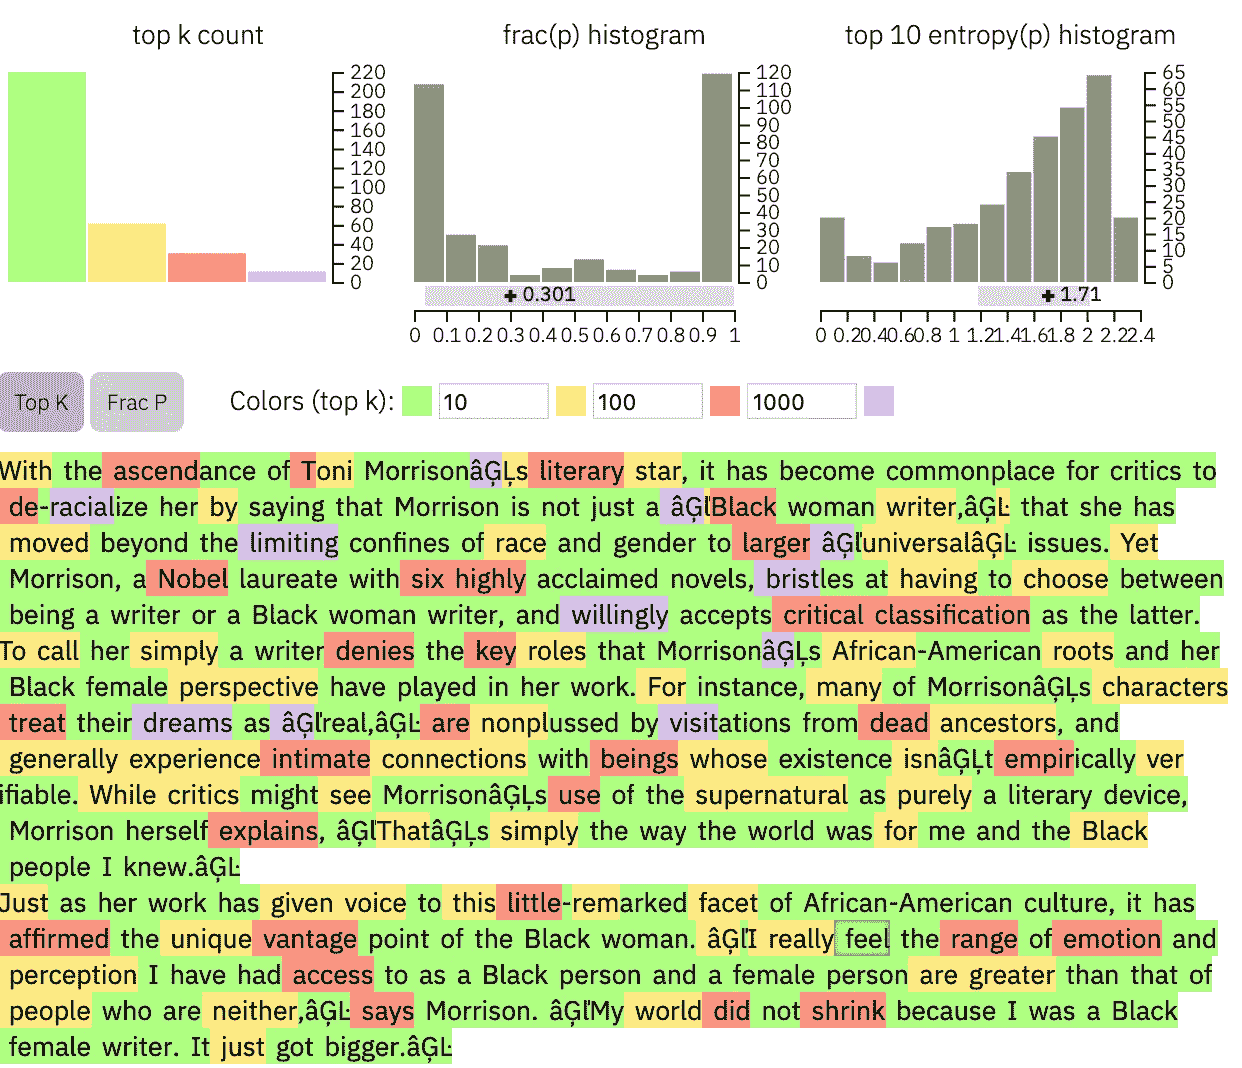 top k count
frac(p) histogram
top 10 entropy(p) histogram
220
200
180
160
140
120
100
80
60
40
20
0
120
110
100
90
80
70
60
50
40
30
20
10
0
65
60
55
50
45
40
35
30
25
20
15
10
5
0
+ 0.301
+ 1.71
0 0.1 0.2 0.3 0.4 0.5 0.6 0.7 0.8 0.9 1
0 0.2 0.4 0.6 0.8 1 1.2 1.4 1.6 1.8 2 2.2 2.4
Top K
Frac P
Colors (top k): 10 100 1000
With the ascendance of Toni MorrisonâĢĻs literary star, it has become commonplace for critics to
de-racialize her by saying that Morrison is not just a âĢľBlack woman writer,âĢĿ that she has
moved beyond the limiting confines of race and gender to larger âĢľuniversalâĢĿ issues. Yet
Morrison, a Nobel laureate with six highly acclaimed novels, bristles at having to choose between
being a writer or a Black woman writer, and willingly accepts critical classification as the latter.
To call her simply a writer denies the key roles that MorrisonâĢĻs African-American roots and her
Black female perspective have played in her work. For instance, many of MorrisonâĢĻs characters
treat their dreams as âĢľreal,âĢĿ are nonplussed by visitations from dead ancestors, and
generally experience intimate connections with beings whose existence isnâĢĻt empirically ver
ifiable. While critics might see MorrisonâĢĻs use of the supernatural as purely a literary device,
Morrison herself explains, âĢľThatâĢĻs simply the way the world was for me and the Black
people I knew.âĢĿ
Just as her work has given voice to this little-remarked facet of African-American culture, it has
affirmed the unique vantage point of the Black woman. âĢľI really feel the range of emotion and
perception I have had access to as a Black person and a female person are greater than that of
people who are neither,âĢĿ says Morrison. âĢľMy world did not shrink because I was a Black
female writer. It just got bigger.âĢĿ